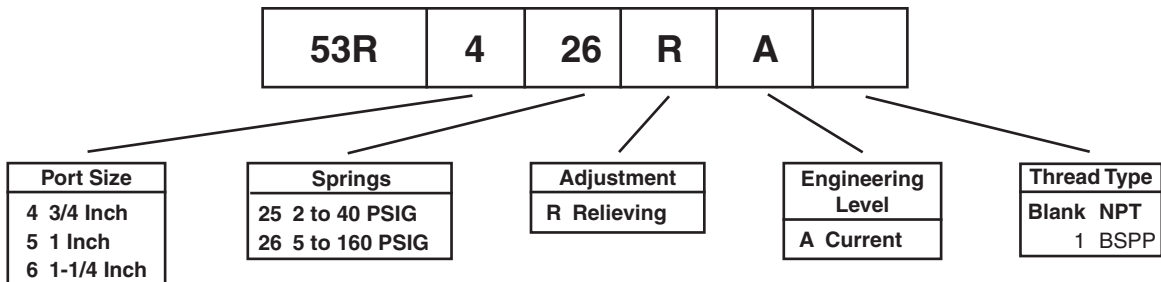 53R 4 26 R A
Port Size
4 3/4 Inch
5 1 Inch
6 1-1/4 Inch
Springs
25 2 to 40 PSIG
26 5 to 160 PSIG
Adjustment
R Relieving
Engineering
Level
A Current
Thread Type
Blank NPT
1 BSPP